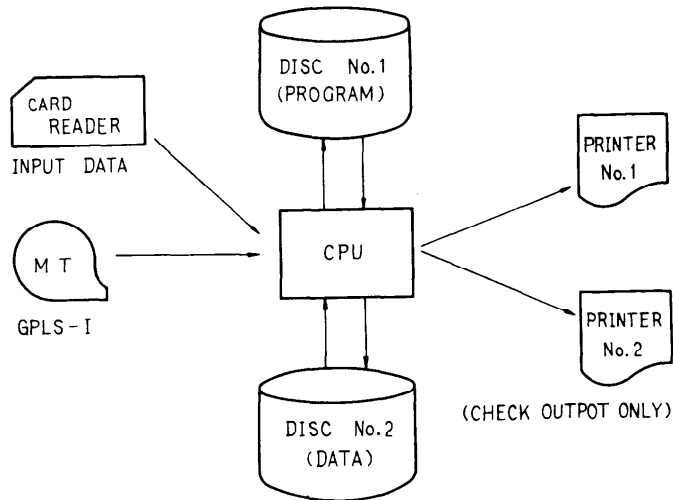 DISC No.1
(PROGRAM)
CARD
READER
INPUT DATA
PRINTER
No.1
CPU
MT
GPLS-I
PRINTER
No.2
(CHECK OUTPOT ONLY)
DISC No.2
(DATA)